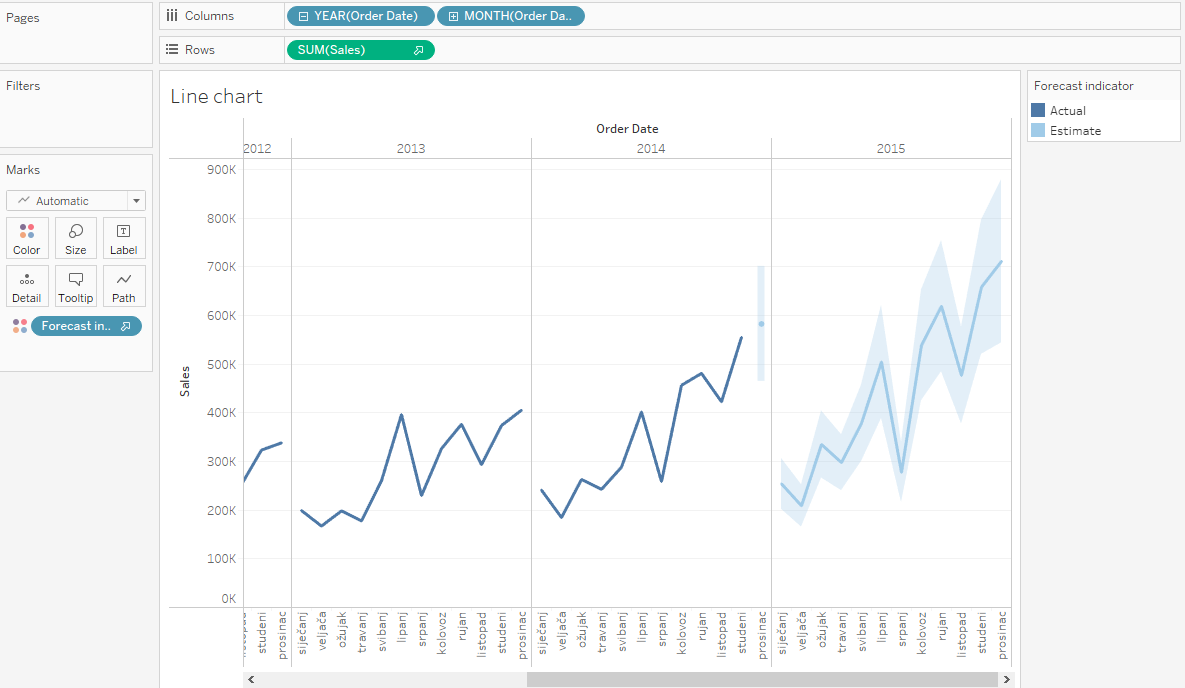 Pages
Columns
YEAR(Order Date)
MONTH(Order Da..
Rows
SUM(Sales)
Filters
Marks
Automatic
Color
Size
Label
Detail
Tooltip
Path
Forecast in..
Line chart
Order Date
2012
2013
2014
2015
Sales
900K
800K
700K
600K
500K
400K
300K
200K
100K
0K
studeni
prosinac
siječanj
veljača
ožujak
travanj
svibanj
lipanj
srpanj
kolovoz
rujan
listopad
studeni
prosinac
siječanj
veljača
ožujak
travanj
svibanj
lipanj
srpanj
kolovoz
rujan
listopad
studeni
prosinac
siječanj
veljača
ožujak
travanj
svibanj
lipanj
srpanj
kolovoz
rujan
listopad
studeni
prosinac
Forecast indicator
Actual
Estimate